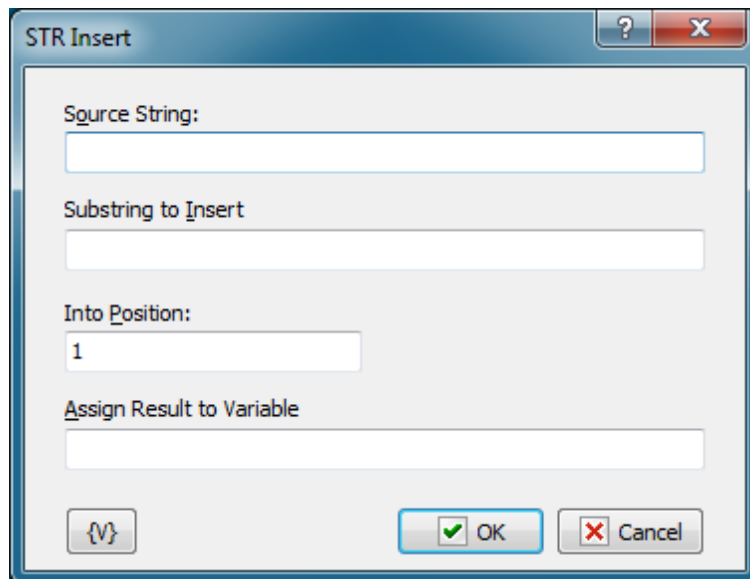 STR Insert
?
Source String:
Substring to Insert
Into Position:
1
Assign Result to Variable
{V}
OK
Cancel